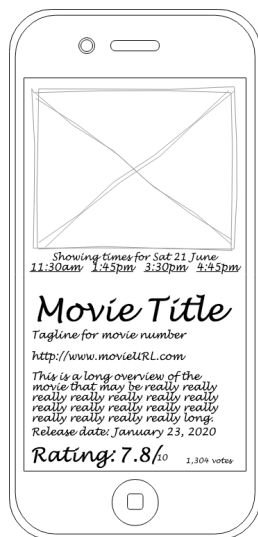 Showing times for Sat 21 June
11:30am 1:45pm 3:30pm 4:45pm
Movie Title
Tagline for movie number
http://www.movieURL.com
This is a long overview of the
movie that may be really really
really really really really really
really really really really really
really really really really long.
Release date: January 23, 2020
Rating: 7.8/10 1,304 votes